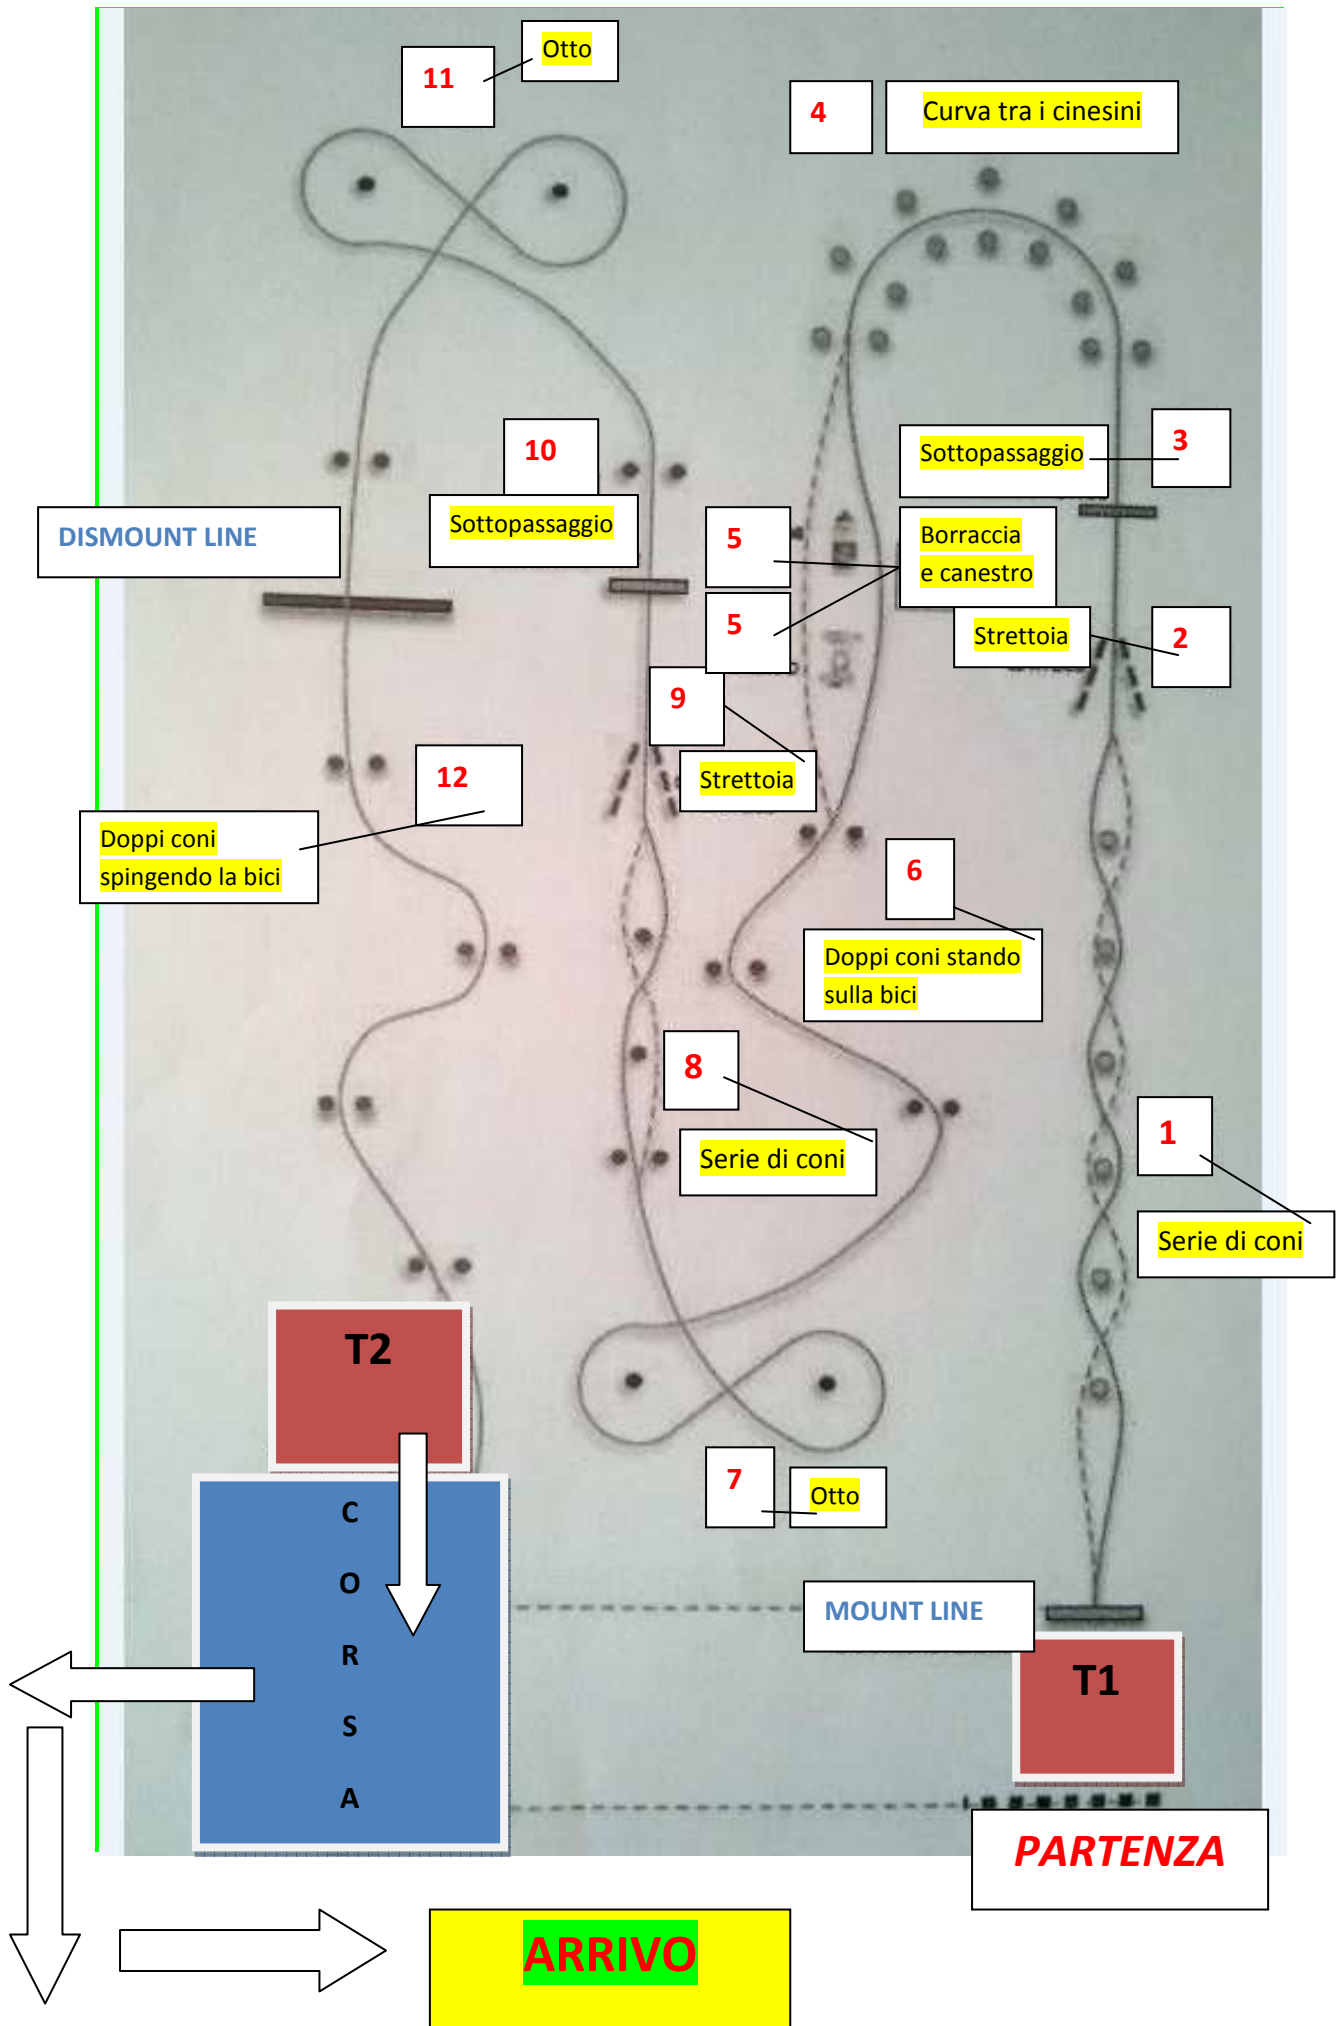 Otto
11
4
Curva tra i cinesini
10
Sottopassaggio
3
Sottopassaggio
DISMOUNT LINE
5
Borraccia
e canestro
5
Strettoia
2
9
Strettoia
12
Doppi coni
spingendo la bici
6
Doppi coni stando
sulla bici
8
Serie di coni
1
Serie di coni
T2
7
Otto
C
O
R
S
A
MOUNT LINE
T1
PARTENZA
ARRIVO